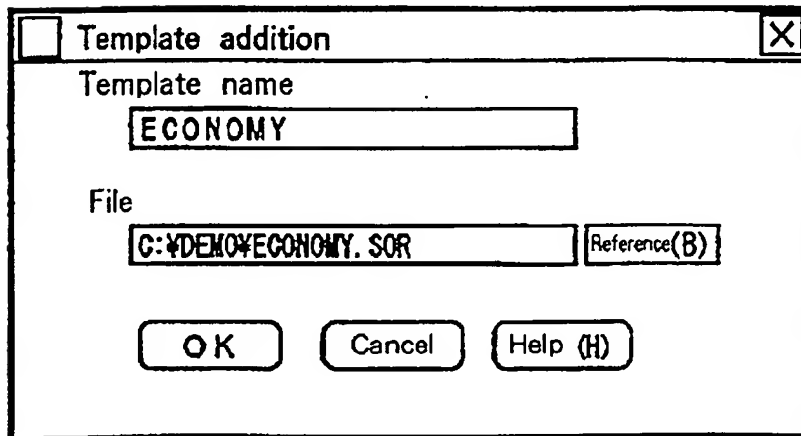 Template addition
Template name
ECONOMY
File
C:¥DEMO¥ECONOMY.SOR Reference(B)
OK Cancel Help (H)